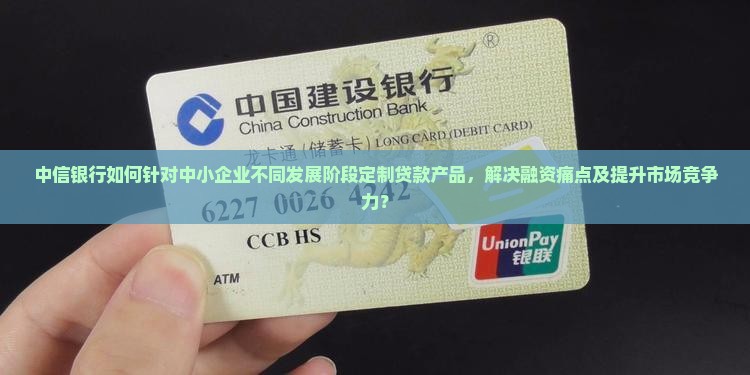 ®
中国建设银行
China Construction Bank
龙卡通(储蓄卡) LONG CARD (DEBIT CARD)
中信银行如何针对中小企业不同发展阶段定制贷款产品，解决融资痛点及提升市场竞争
力？
6227 0026 4242
CCB HS
ATM
UnionPay
银联